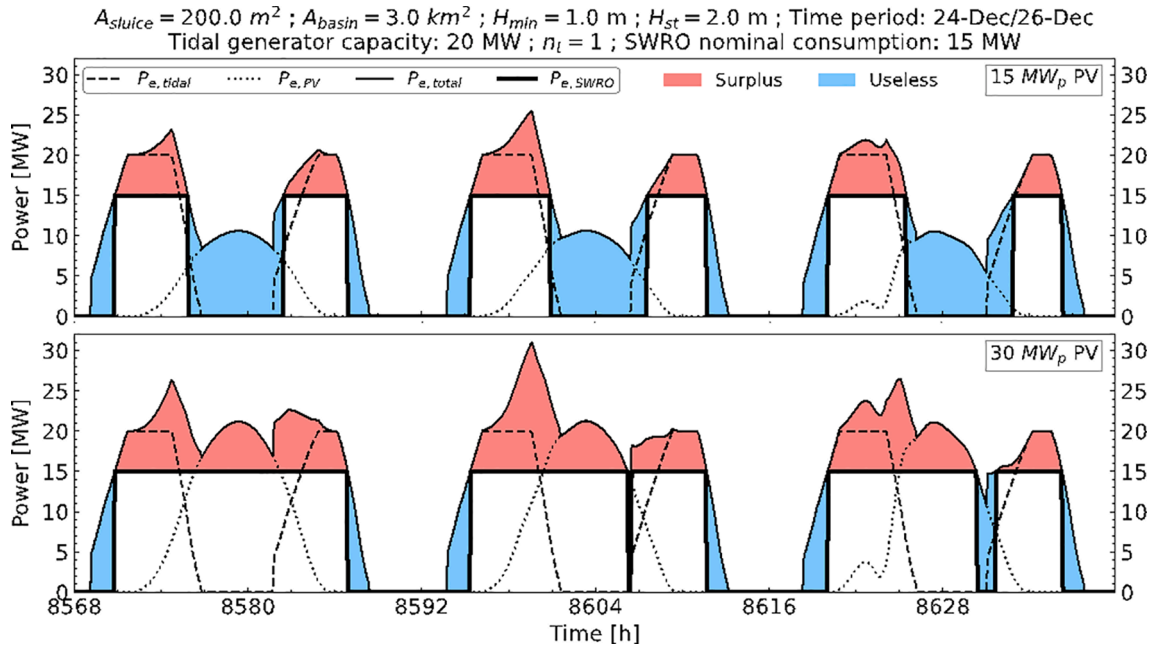 A_sluice = 200.0 m² ; A_basin = 3.0 km² ; H_min = 1.0 m ; H_st = 2.0 m ; Time period: 24-Dec/26-Dec
Tidal generator capacity: 20 MW ; n_l = 1 ; SWRO nominal consumption: 15 MW
P_e,tidal P_e,PV P_e,total P_e,SWRO Surplus Useless 15 MW_p PV
30 30
25 25
20 20
15 15
10 10
5 5
0 0
Power [MW]
30 MW_p PV
30 30
25 25
20 20
15 15
10 10
5 5
0 0
Power [MW]
8568 8580 8592 8604 8616 8628
Time [h]